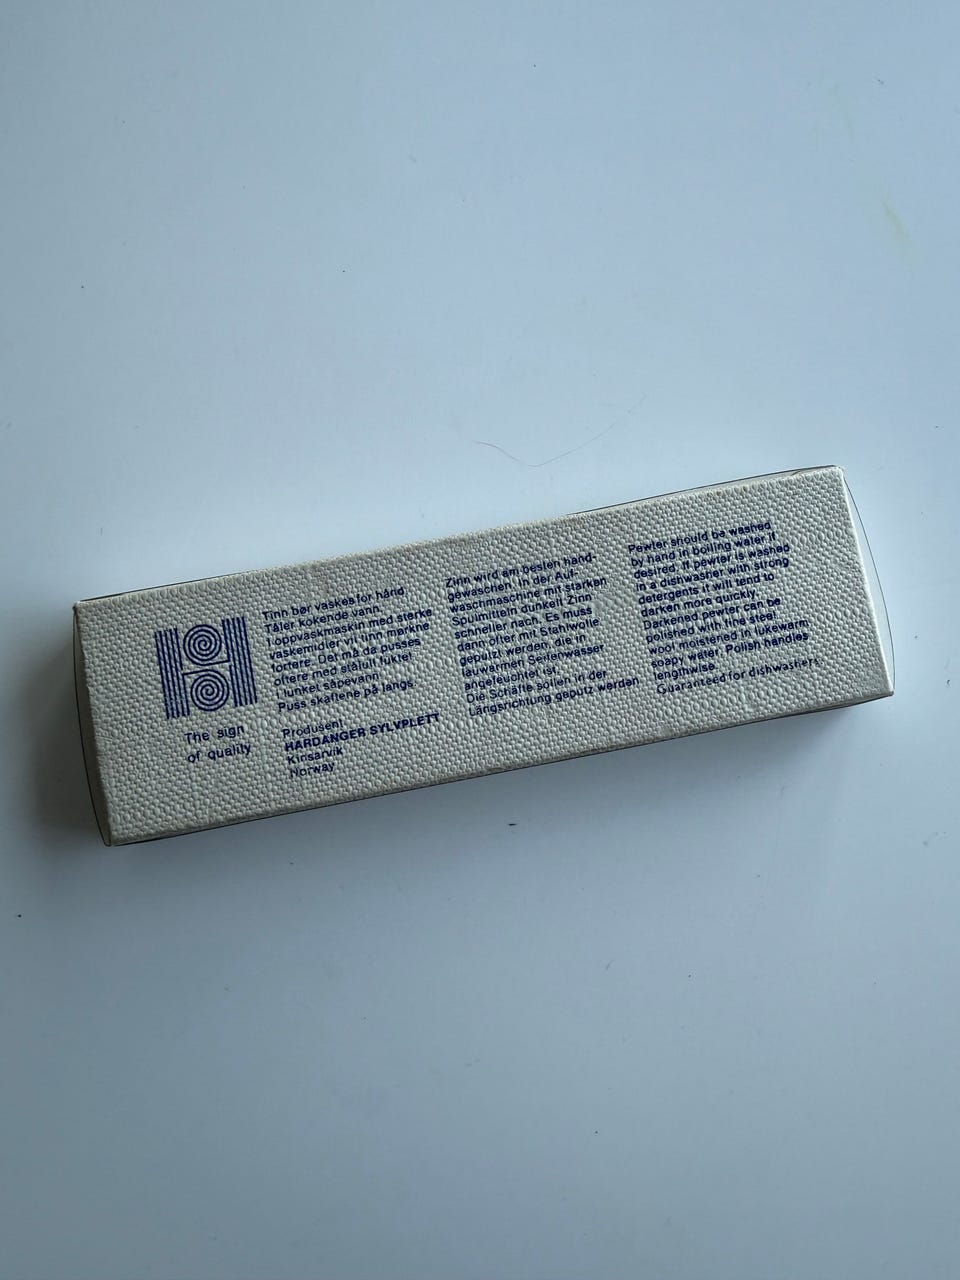 The sign
of quality
Tinn bør vaskes for hånd
Tåler kokende vann.
I oppvaskmaskin med sterke
vaskemidler vil tinn mørkne
fortere. Det må da pusses
oftere med stålull fuktet
i lunket såpevann
Puss skaftene på langs
Produsent
HARDANGER SYLVPLETT
Kinsarvik
Norway
Zinn wird am besten hand-
gewaschen. In der Auf-
waschmaschine mit starken
Spülmitteln dunkelt Zinn
schneller nach. Es muss
dann öfter mit Stahlwolle
geputzt werden, die in
lauwarmen Seifenwasser
angefeuchtet ist.
Die Schäfte sollen in der
Längsrichtung geputz werden
Pewter should be washed
by hand in boiling water if
desired. If pewter is washed
in a dishwasher with strong
detergents it will tend to
darken more quickly.
Darkened pewter can be
polished with fine steel
woof moistened in lukewarm
soapy water. Polish handles
lengthwise.
Guaranteed for dishwashers.